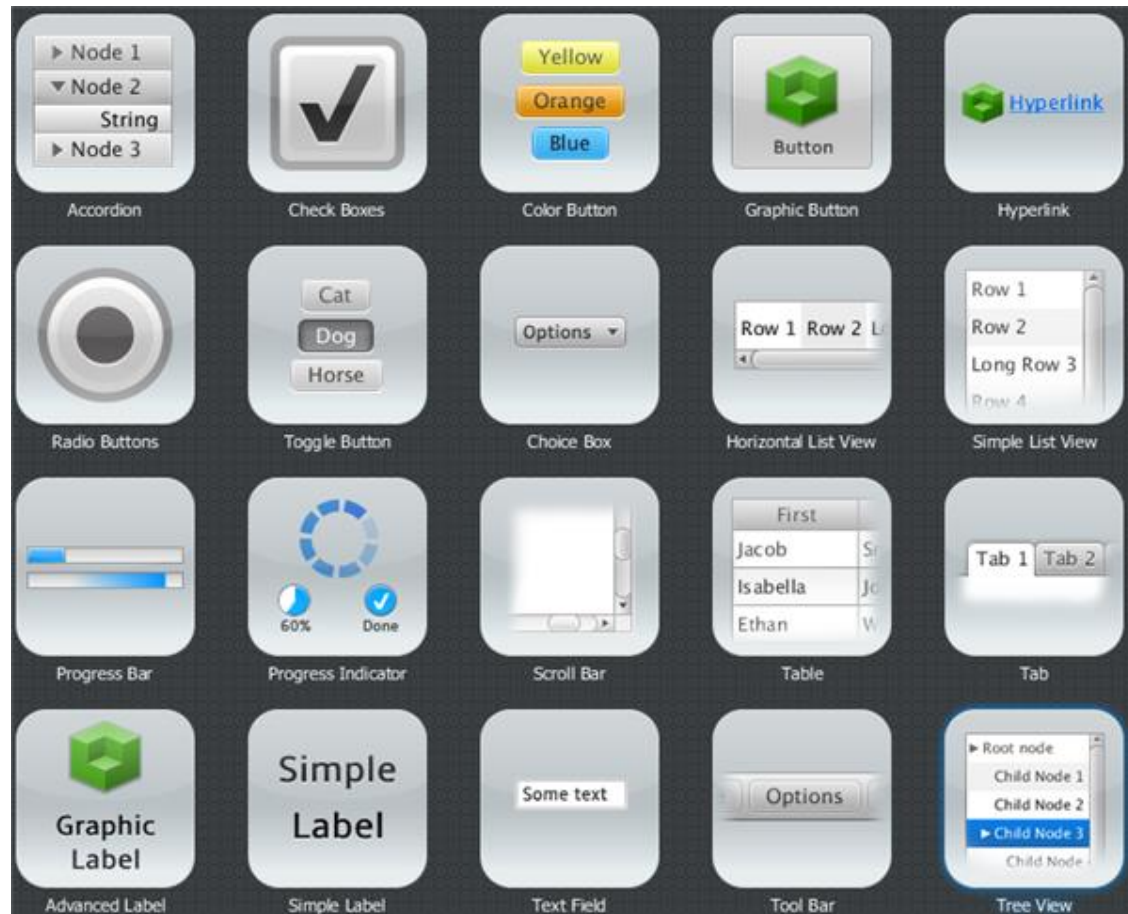 Node 1
Node 2
String
Node 3
Accordion
Check Boxes
Yellow
Orange
Blue
Color Button
Button
Graphic Button
Hyperlink
Hyperlink
Radio Buttons
Cat
Dog
Horse
Toggle Button
Options
Choice Box
Row 1 Row 2
Horizontal List View
Row 1
Row 2
Long Row 3
Row 4
Simple List View
Progress Bar
60% Done
Progress Indicator
Scroll Bar
First
Jacob
Isabella
Ethan
Table
Tab 1 Tab 2
Tab
Graphic
Label
Advanced Label
Simple
Label
Simple Label
Some text
Text Field
Options
Tool Bar
Root node
Child Node 1
Child Node 2
Child Node 3
Child Node
Tree View